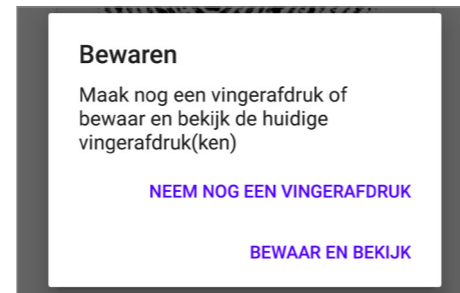 Bewaren
Maak nog een vingerafdruk of
bewaar en bekijk de huidige
vingerafdruk(ken)
NEEM NOG EEN VINGERAFDRUK
BEWAAR EN BEKIJK